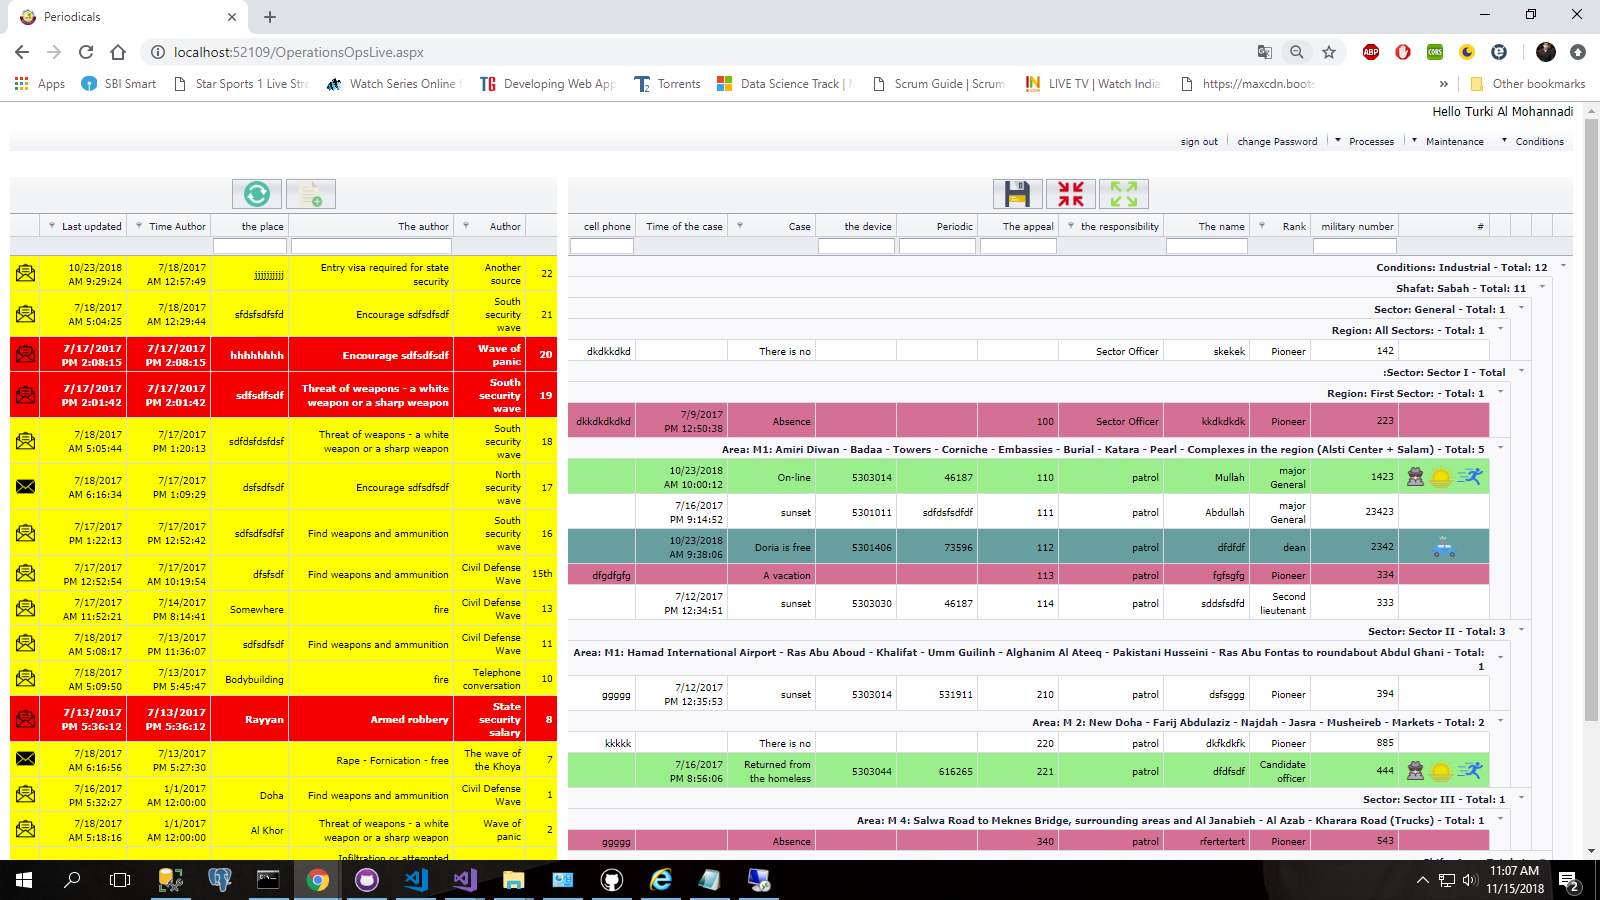 Periodicals
localhost:52109/OperationsOpsLive.aspx
Apps SBI Smart Star Sports 1 Live Stre Watch Series Online f Developing Web App Torrents Data Science Track | Scrum Guide | Scrum LIVE TV | Watch India https://maxcdn.boots » Other bookmarks
Hello Turki Al Mohannadi
sign out change Password Processes Maintenance Conditions
Last updated Time Author the place The author Author
10/23/2018 AM 9:29:24 7/18/2017 AM 12:57:49 jjjjjjjjjj Entry visa required for state security Another source 22
7/18/2017 AM 5:04:25 7/18/2017 AM 12:29:44 sfdsfsdfsfd Encourage sdfsdfsdf South security wave 21
7/17/2017 PM 2:08:15 7/17/2017 PM 2:08:15 hhhhhhhh Encourage sdfsdfsdf Wave of panic 20
7/17/2017 PM 2:01:42 7/17/2017 PM 2:01:42 sdfsdfsdf Threat of weapons - a white weapon or a sharp weapon South security wave 19
7/18/2017 AM 5:05:44 7/17/2017 PM 1:20:13 sdfdsfdsfdsf Threat of weapons - a white weapon or a sharp weapon South security wave 18
7/18/2017 AM 6:16:34 7/17/2017 PM 1:09:29 dsfsdfsdf Encourage sdfsdfsdf North security wave 17
7/17/2017 PM 1:22:13 7/17/2017 PM 12:52:42 sdfsdfsdfsf Find weapons and ammunition South security wave 16
7/17/2017 PM 12:52:54 7/17/2017 AM 10:19:54 dfsfsdf Find weapons and ammunition Civil Defense Wave 15th
7/17/2017 AM 11:52:21 7/14/2017 PM 8:14:41 Somewhere fire Civil Defense Wave 13
7/18/2017 AM 5:08:17 7/13/2017 PM 11:36:07 sdfsfsdfsf Find weapons and ammunition Civil Defense Wave 11
7/18/2017 AM 5:09:50 7/13/2017 PM 5:45:47 Bodybuilding fire Telephone conversation 10
7/13/2017 PM 5:36:12 7/13/2017 PM 5:36:12 Rayyan Armed robbery State security salary 8
7/18/2017 AM 6:16:56 7/13/2017 PM 5:27:30 Rape - Fornication - free The wave of the Khoya 7
7/16/2017 PM 5:32:27 1/1/2017 AM 12:00:00 Doha Find weapons and ammunition Civil Defense Wave 1
7/18/2017 AM 5:18:16 1/1/2017 AM 12:00:00 Al Khor Threat of weapons - a white weapon or a sharp weapon Wave of panic 2
Infiltration or attempted
cell phone Time of the case Case the device Periodic The appeal the responsibility The name Rank military number #
Conditions: Industrial - Total: 12
Shafat: Sabah - Total: 11
Sector: General - Total: 1
Region: All Sectors: - Total: 1
dkdkkdkd There is no Sector Officer skekek Pioneer 142
:Sector: Sector I - Total
Region: First Sector: - Total: 1
dkkdkdkdkd 7/9/2017 PM 12:50:38 Absence 100 Sector Officer kkdkdkdk Pioneer 223
Area: M1: Amiri Diwan - Badaa - Towers - Corniche - Embassies - Burial - Katara - Pearl - Complexes in the region (Alsti Center + Salam) - Total: 5
10/23/2018 AM 10:00:12 On-line 5303014 46187 110 patrol Mullah major General 1423
7/16/2017 PM 9:14:52 sunset 5301011 sdfdsfsdfdf 111 patrol Abdullah major General 23423
10/23/2018 AM 9:38:06 Doria is free 5301406 73596 112 patrol dfdfdf dean 2342
dfgdfgfg A vacation 113 patrol fgfsgfg Pioneer 334
7/12/2017 PM 12:34:51 sunset 5303030 46187 114 patrol sddsfsdfd Second lieutenant 333
Sector: Sector II - Total: 3
Area: M1: Hamad International Airport - Ras Abu Aboud - Khalifat - Umm Guilinh - Alghanim Al Ateeq - Pakistani Husseini - Ras Abu Fontas to roundabout Abdul Ghani - Total:
1
ggggg 7/12/2017 PM 12:35:53 sunset 5303014 531911 210 patrol dsfsggg Pioneer 394
Area: M 2: New Doha - Farij Abdulaziz - Najdah - Jasra - Musheireb - Markets - Total: 2
kkkkk There is no 220 patrol dkfkdkfk Pioneer 885
7/16/2017 PM 8:56:06 Returned from the homeless 5303044 616265 221 patrol dfdfsdf Candidate officer 444
Sector: Sector III - Total: 1
Area: M 4: Salwa Road to Meknes Bridge, surrounding areas and Al Janabieh - Al Azab - Kharara Road (Trucks) - Total: 1
ggggg Absence 340 patrol rfertertert Pioneer 543
11:07 AM
11/15/2018
2